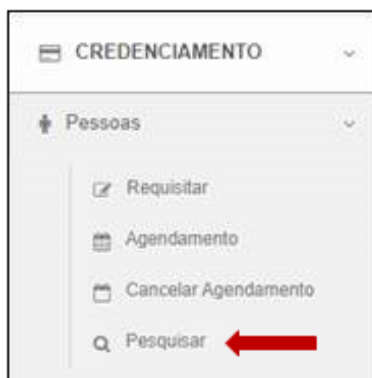 CREDENCIAMENTO
Pessoas
Requisitar
Agendamento
Cancelar Agendamento
Pesquisar